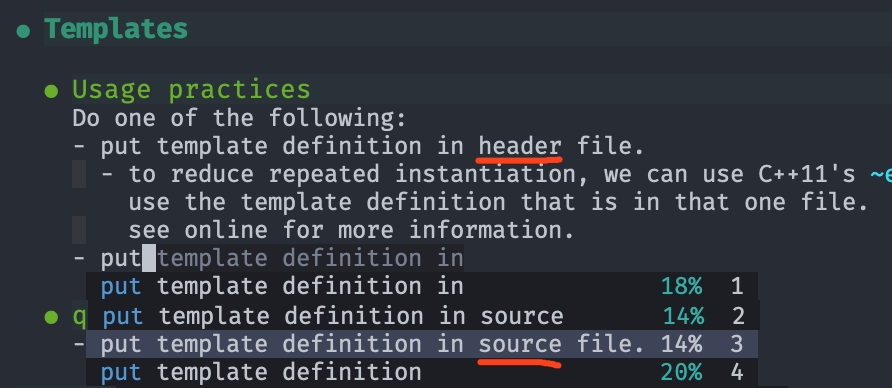 Templates
Usage practices
Do one of the following:
- put template definition in header file.
- to reduce repeated instantiation, we can use C++11's ~e
use the template definition that is in that one file.
see online for more information.
- put template definition in
put template definition in 18% 1
q put template definition in source 14% 2
- put template definition in source file. 14% 3
put template definition 20% 4